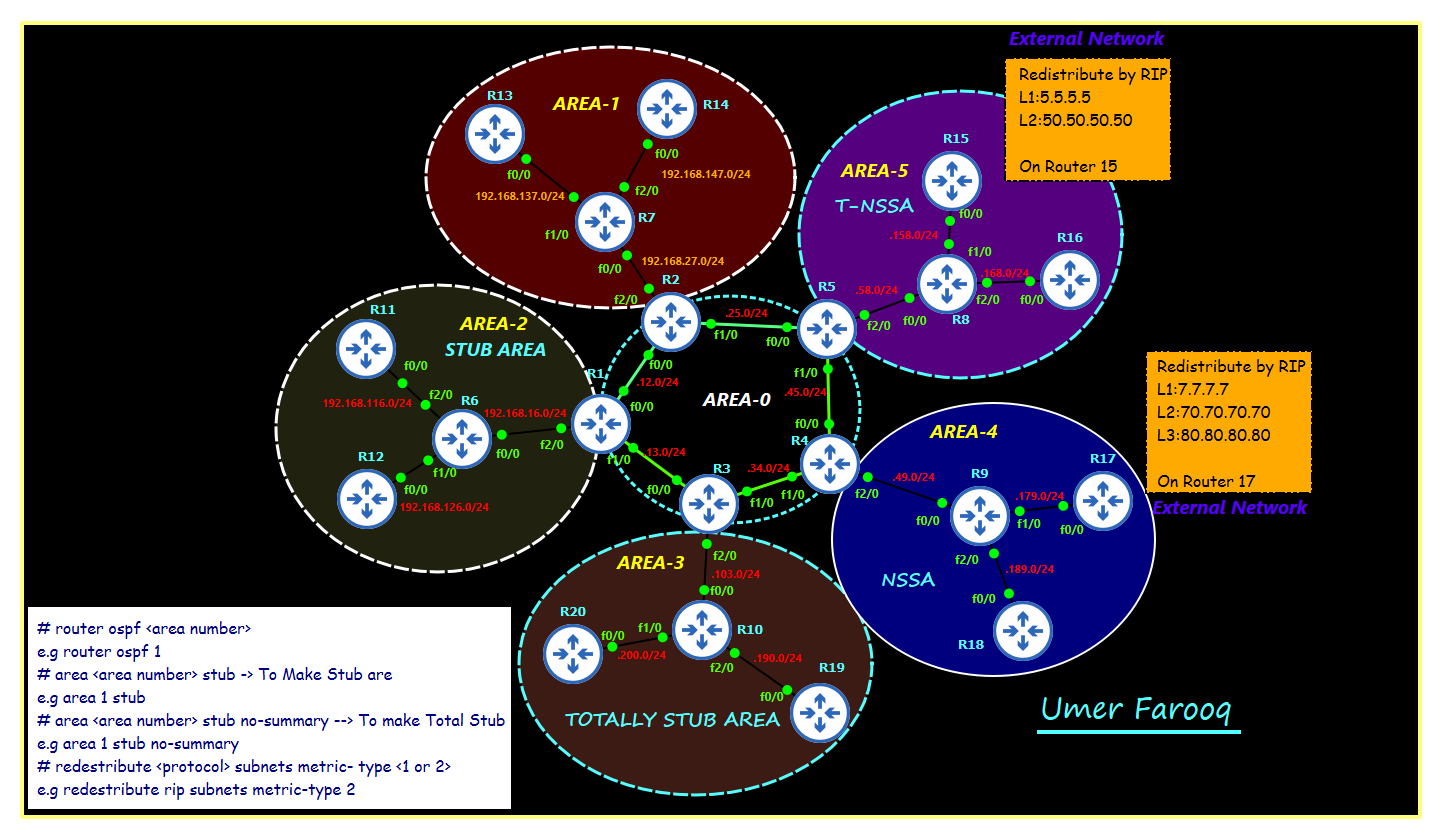 External Network
Redistribute by RIP
L1:5.5.5.5
L2:50.50.50.50
On Router 15
AREA-1
R13
R14
f0/0
f0/0
192.168.147.0/24
192.168.137.0/24
f2/0
R7
f1/0
f0/0
192.168.27.0/24
R2
f2/0
AREA-5
T-NSSA
R15
f0/0
.158.0/24
f1/0
R16
.168.0/24
f2/0
f0/0
R8
.58.0/24
f0/0
f2/0
R5
AREA-2
STUB AREA
R11
f0/0
f2/0
192.168.116.0/24
R6
192.168.16.0/24
f0/0
f2/0
R12
f1/0
f0/0
192.168.126.0/24
R1
AREA-0
.25.0/24
f1/0
f0/0
f0/0
.12.0/24
f0/0
f1/0
.45.0/24
f0/0
R4
f1/0
.13.0/24
f0/0
R3
.34.0/24
f1/0
f1/0
Redistribute by RIP
L1:7.7.7.7
L2:70.70.70.70
L3:80.80.80.80
On Router 17
External Network
AREA-4
NSSA
f2/0
.49.0/24
f0/0
R9
R17
.179.0/24
f1/0
f0/0
f2/0
.189.0/24
f0/0
R18
AREA-3
f2/0
.103.0/24
f0/0
R20
f0/0
f1/0
R10
.200.0/24
f2/0
.190.0/24
R19
f0/0
TOTALLY STUB AREA
# router ospf <area number>
e.g router ospf 1
# area <area number> stub -> To Make Stub are
e.g area 1 stub
# area <area number> stub no-summary --> To make Total Stub
e.g area 1 stub no-summary
# redestribute <protocol> subnets metric- type <1 or 2>
e.g redestribute rip subnets metric-type 2
Umer Farooq